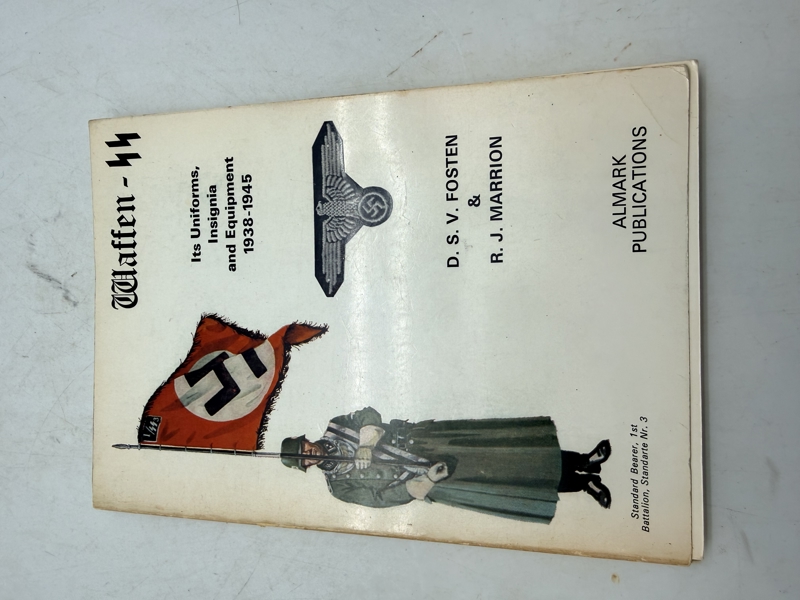 Waffen-SS
Its Uniforms,
Insignia
and Equipment
1938-1945
D. S. V. FOSTEN
&
R. J. MARRION
ALMARK
PUBLICATIONS
Standard Bearer, 1st
Battalion, Standarte Nr. 3